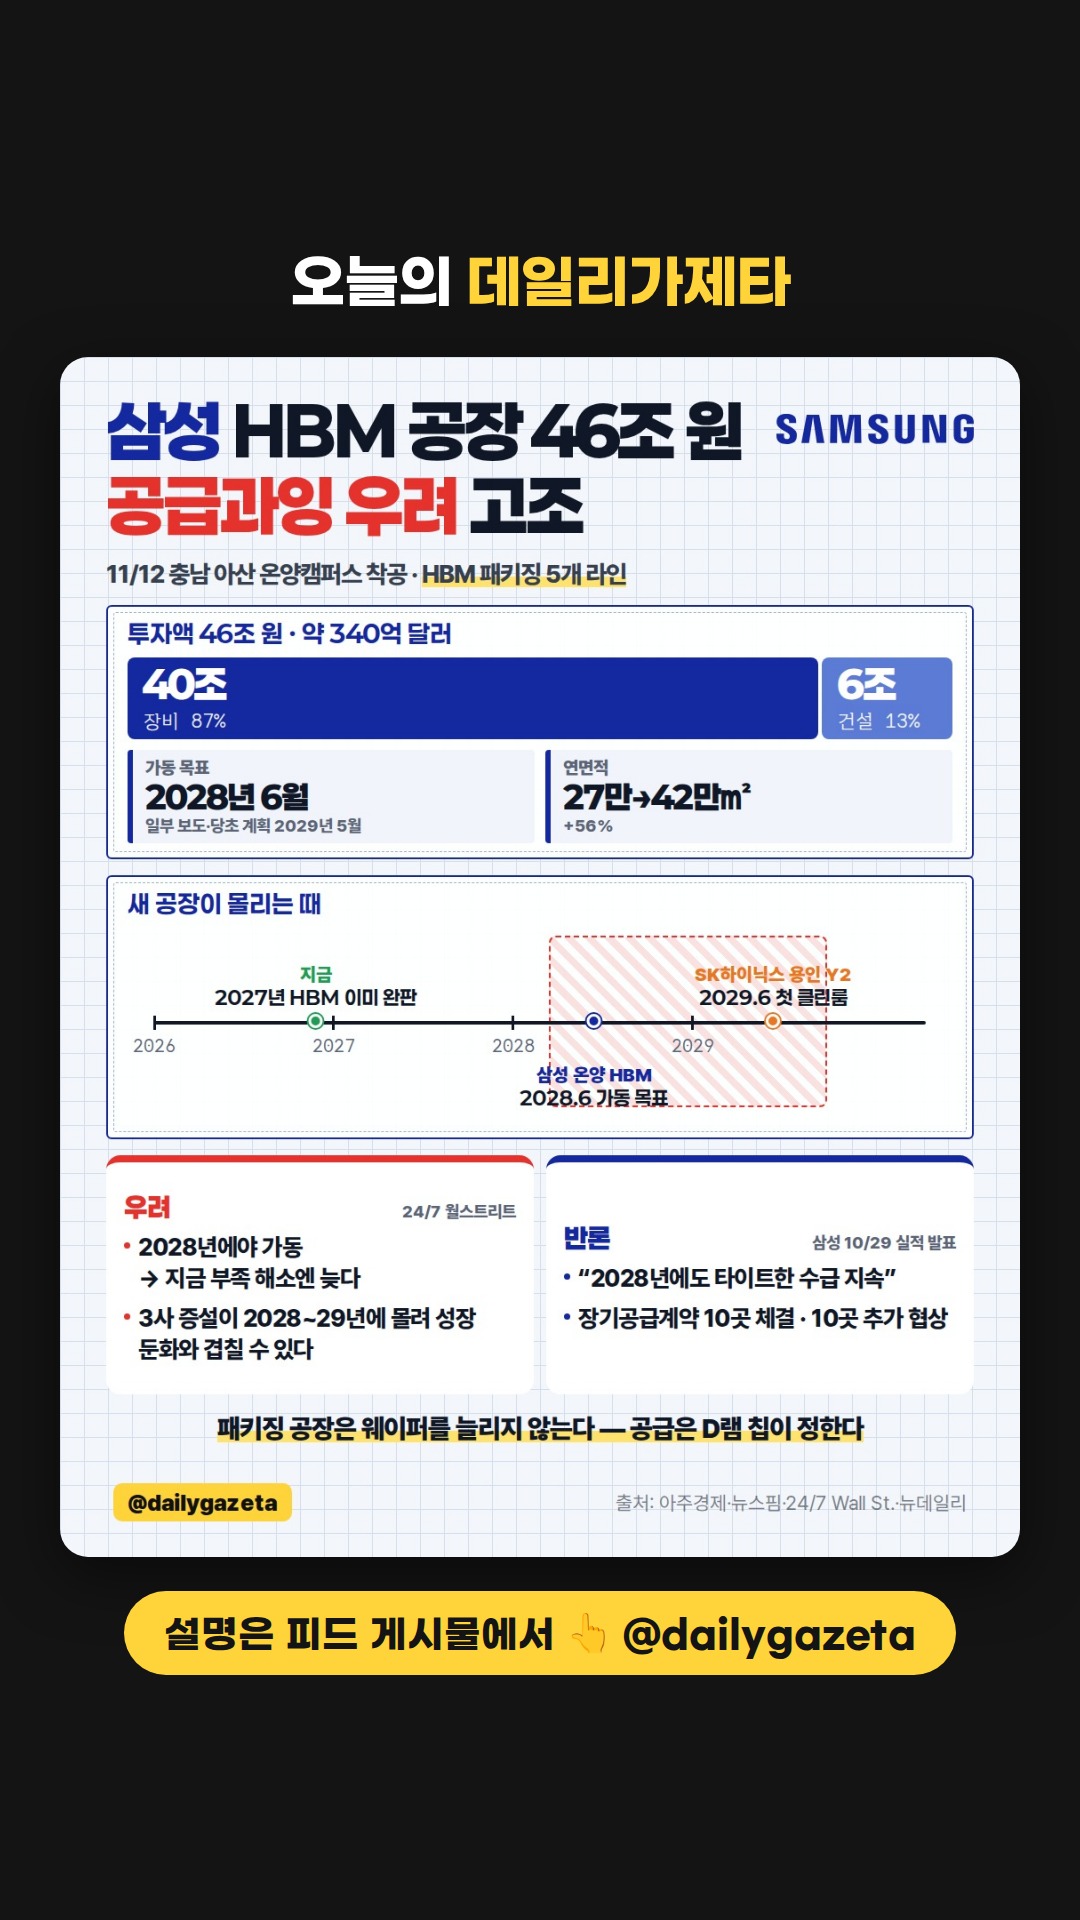 오늘의 데일리가제타
삼성 HBM 공장 46조 원
SAMSUNG
공급과잉 우려 고조
11/12 충남 아산 온양캠퍼스 착공 · HBM 패키징 5개 라인
투자액 46조 원 · 약 340억 달러
40조
장비 87%
6조
건설 13%
가동 목표
2028년 6월
일부 보도·당초 계획 2029년 5월
연면적
27만→42만㎡
+56%
새 공장이 몰리는 때
지금
2027년 HBM 이미 완판
SK하이닉스 용인 Y2
2029.6 첫 클린룸
2026
2027
2028
2029
삼성 온양 HBM
2028.6 가동 목표
우려
24/7 월스트리트
• 2028년에야 가동
→ 지금 부족 해소엔 늦다
• 3사 증설이 2028~29년에 몰려 성장
둔화와 겹칠 수 있다
반론
삼성 10/29 실적 발표
• “2028년에도 타이트한 수급 지속”
• 장기공급계약 10곳 체결 · 10곳 추가 협상
패키징 공장은 웨이퍼를 늘리지 않는다 — 공급은 D램 칩이 정한다
@dailygazeta
출처: 아주경제·뉴스핌·24/7 Wall St.·뉴데일리
설명은 피드 게시물에서 👆 @dailygazeta